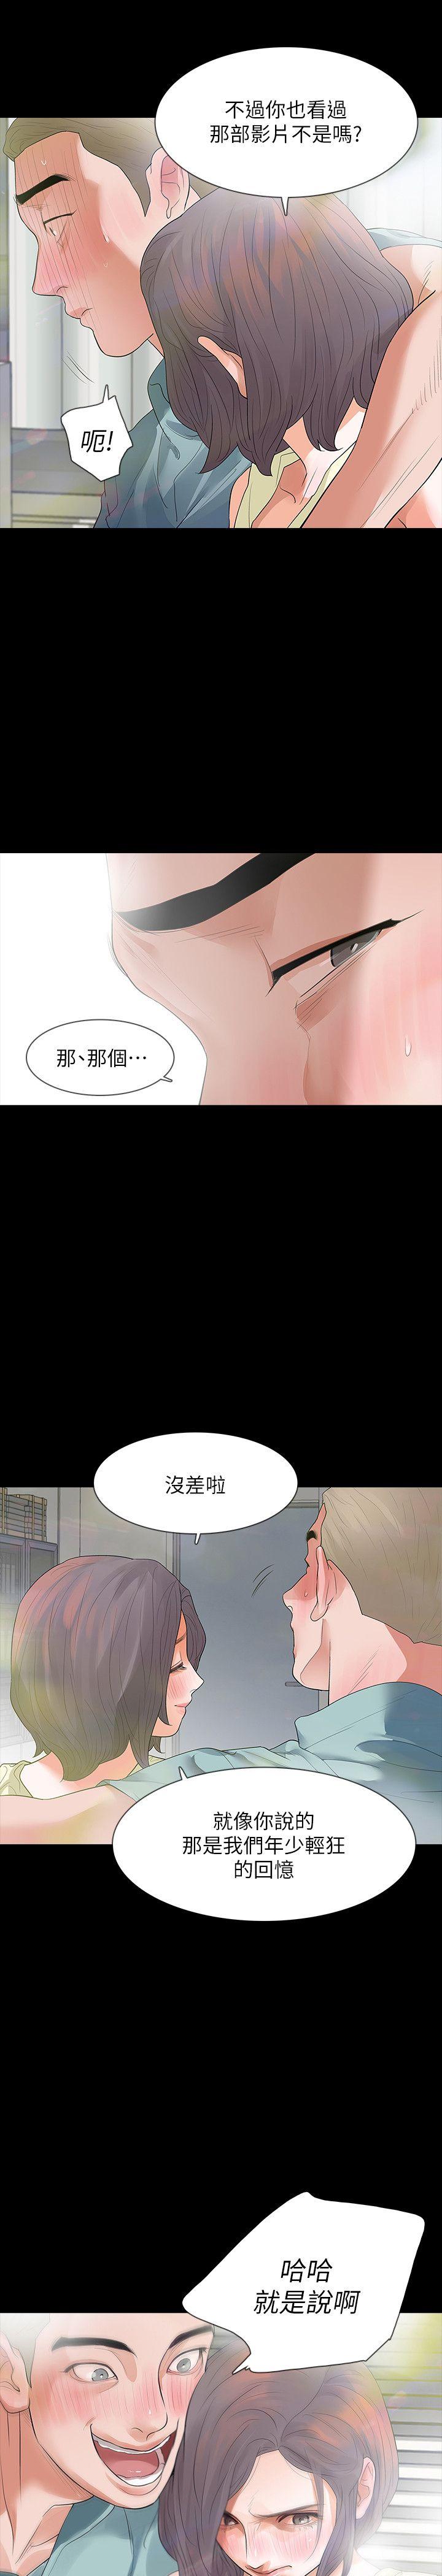 不過你也看過
那部影片不是嗎?
呃!
那、那個⋯
沒差啦
就像你說的
那是我們年少輕狂
的回憶
哈哈
就是說啊